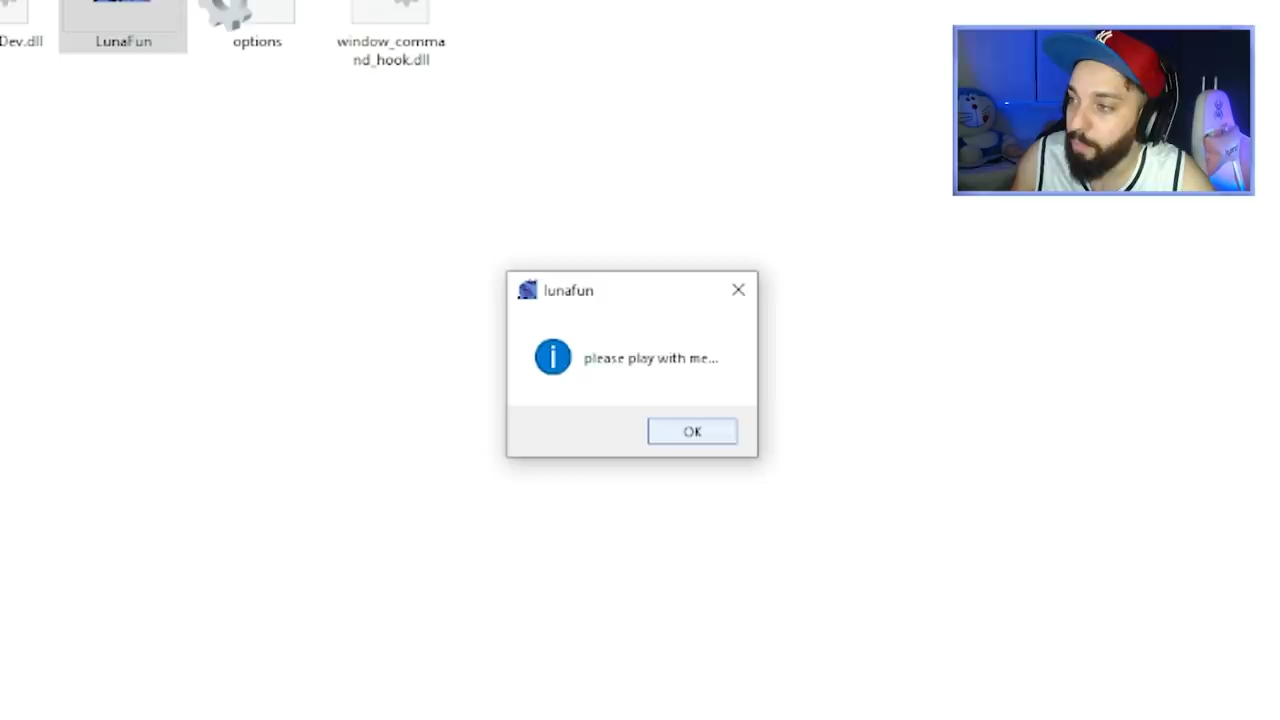 Dev.dll
LunaFun
options
window_comma
nd_hook.dll
lunafun
please play with me...
OK